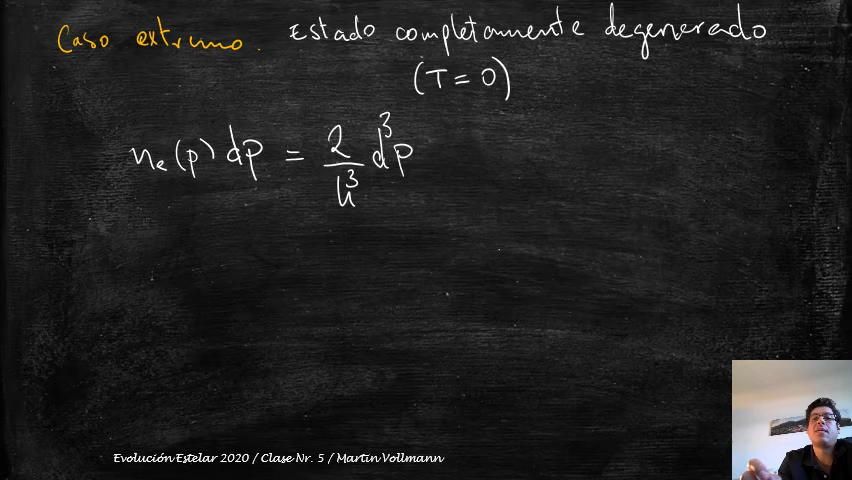 Caso extremo. Estado completamente degenerado
(T = 0)
nₑ(p) dp = 2/h³ d³p
Evolución Estelar 2020 / Clase Nr. 5 / Martin Vollmann